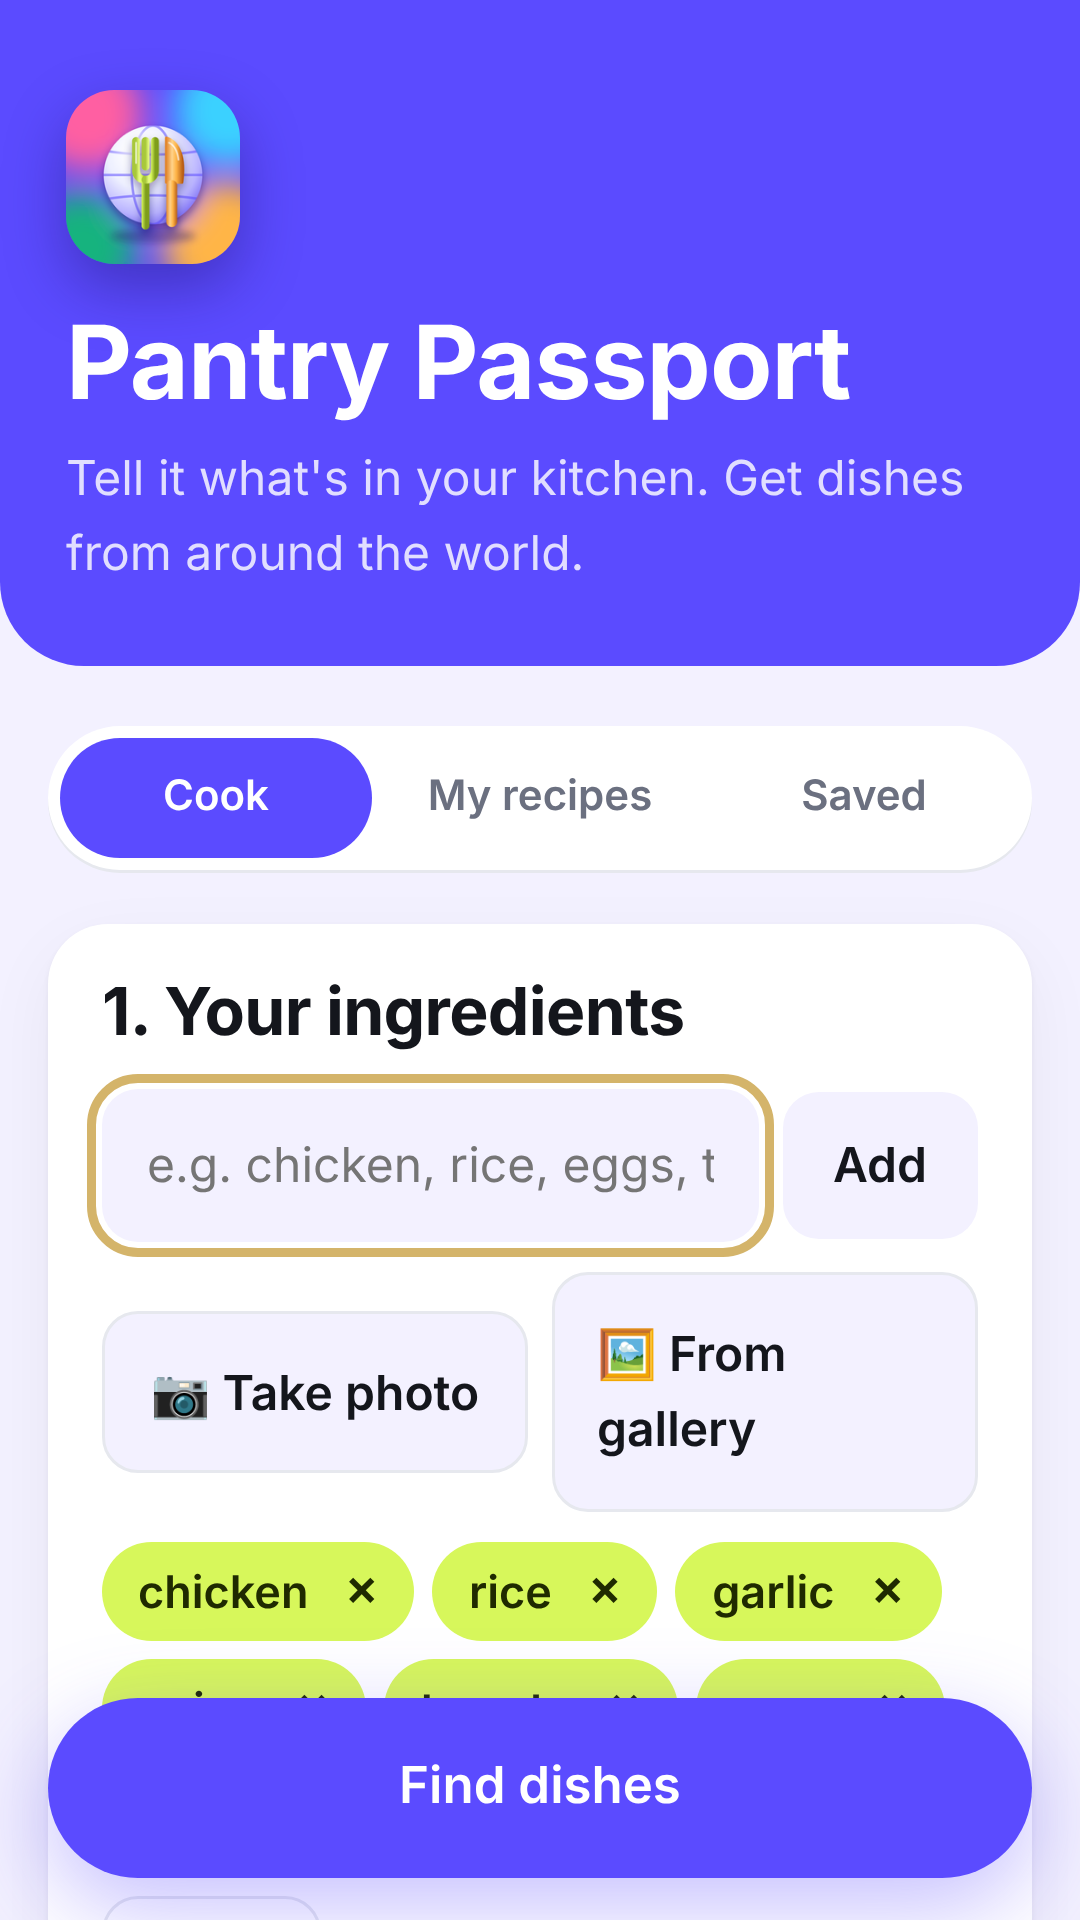 Pantry Passport
Tell it what's in your kitchen. Get dishes
from around the world.
Cook
My recipes
Saved
1. Your ingredients
e.g. chicken, rice, eggs, t
Add
Take photo
From
gallery
chicken ×
rice ×
garlic ×
Find dishes